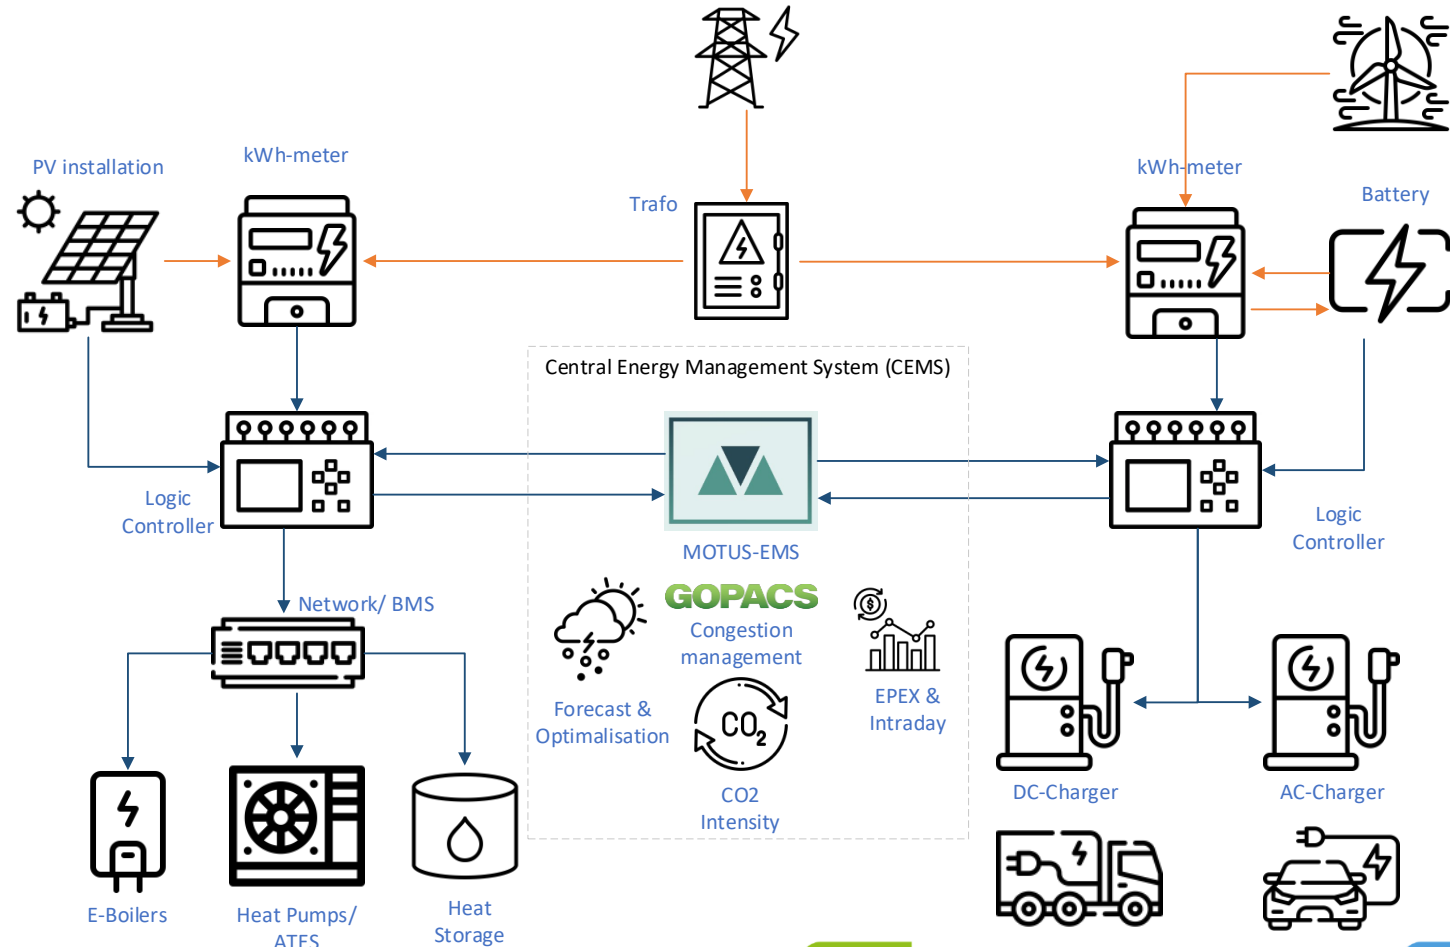 kWh-meter
PV installation
kWh-meter
Trafo
Battery
Central Energy Management System (CEMS)
Logic
Controller
MOTUS-EMS
Logic
Controller
Network/ BMS
GOPACS
Congestion
management
Forecast &
Optimalisation
EPEX &
Intraday
CO2
CO2
Intensity
DC-Charger
AC-Charger
E-Boilers
Heat Pumps/
ATES
Heat
Storage